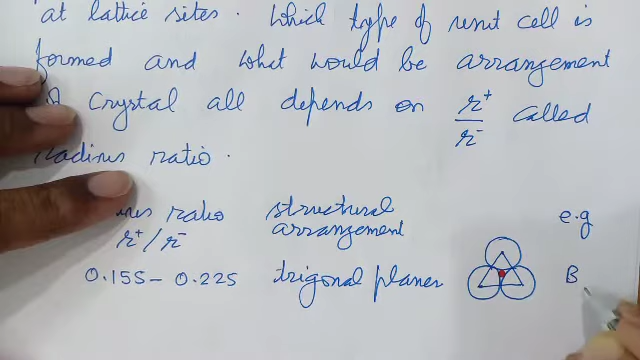 at lattice sites. Which type of unit cell is
formed and what would be arrangement
crystal all depends on r⁺/r⁻ called
radius ratio.
ratio structural arrangement e.g
r⁺/r⁻
0.155 – 0.225 trigonal planer B